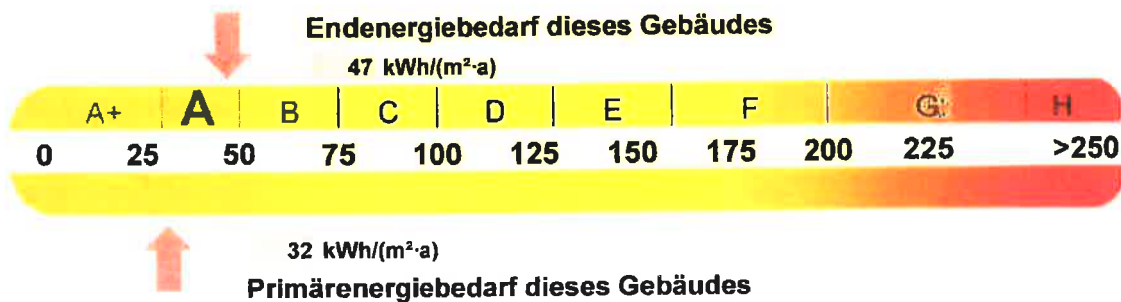 Endenergiebedarf dieses Gebäudes
47 kWh/(m²·a)
A+ A B C D E F G H
0 25 50 75 100 125 150 175 200 225 >250
32 kWh/(m²·a)
Primärenergiebedarf dieses Gebäudes